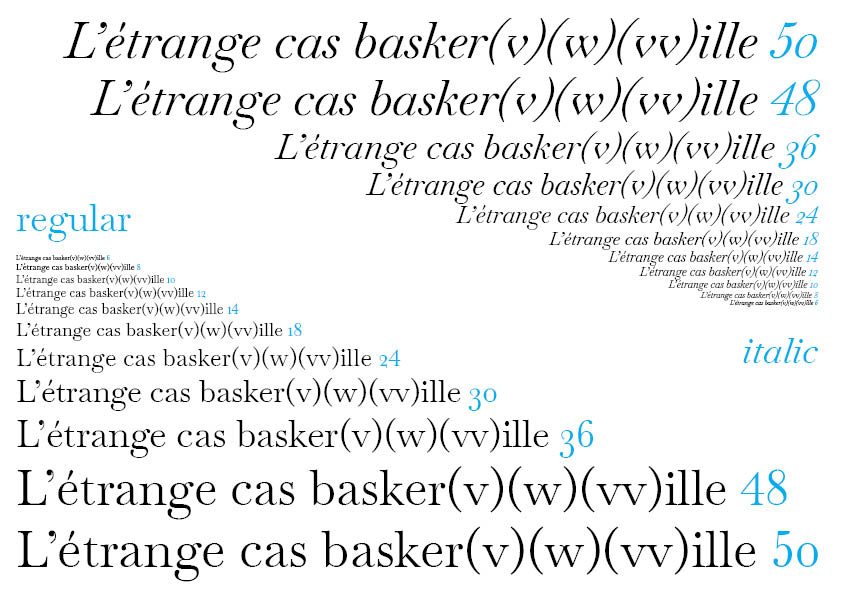 L’étrange cas basker(v)(w)(vv)ille 50
L’étrange cas basker(v)(w)(vv)ille 48
L’étrange cas basker(v)(w)(vv)ille 36
L’étrange cas basker(v)(w)(vv)ille 30
L’étrange cas basker(v)(w)(vv)ille 24
L’étrange cas basker(v)(w)(vv)ille 18
L’étrange cas basker(v)(w)(vv)ille 14
L’étrange cas basker(v)(w)(vv)ille 12
L’étrange cas basker(v)(w)(vv)ille 10
L’étrange cas basker(v)(w)(vv)ille 8
L’étrange cas basker(v)(w)(vv)ille 6
italic
regular
L’étrange cas basker(v)(w)(vv)ille 6
L’étrange cas basker(v)(w)(vv)ille 8
L’étrange cas basker(v)(w)(vv)ille 10
L’étrange cas basker(v)(w)(vv)ille 12
L’étrange cas basker(v)(w)(vv)ille 14
L’étrange cas basker(v)(w)(vv)ille 18
L’étrange cas basker(v)(w)(vv)ille 24
L’étrange cas basker(v)(w)(vv)ille 30
L’étrange cas basker(v)(w)(vv)ille 36
L’étrange cas basker(v)(w)(vv)ille 48
L’étrange cas basker(v)(w)(vv)ille 50